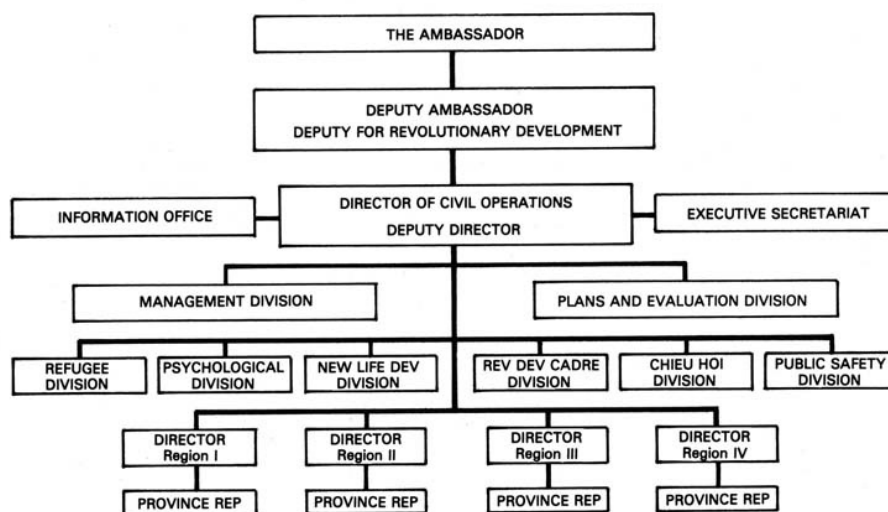 THE AMBASSADOR
DEPUTY AMBASSADOR
DEPUTY FOR REVOLUTIONARY DEVELOPMENT
INFORMATION OFFICE
DIRECTOR OF CIVIL OPERATIONS
DEPUTY DIRECTOR
EXECUTIVE SECRETARIAT
MANAGEMENT DIVISION
PLANS AND EVALUATION DIVISION
REFUGEE
DIVISION
PSYCHOLOGICAL
DIVISION
NEW LIFE DEV
DIVISION
REV DEV CADRE
DIVISION
CHIEU HOI
DIVISION
PUBLIC SAFETY
DIVISION
DIRECTOR
Region I
DIRECTOR
Region II
DIRECTOR
Region III
DIRECTOR
Region IV
PROVINCE REP
PROVINCE REP
PROVINCE REP
PROVINCE REP